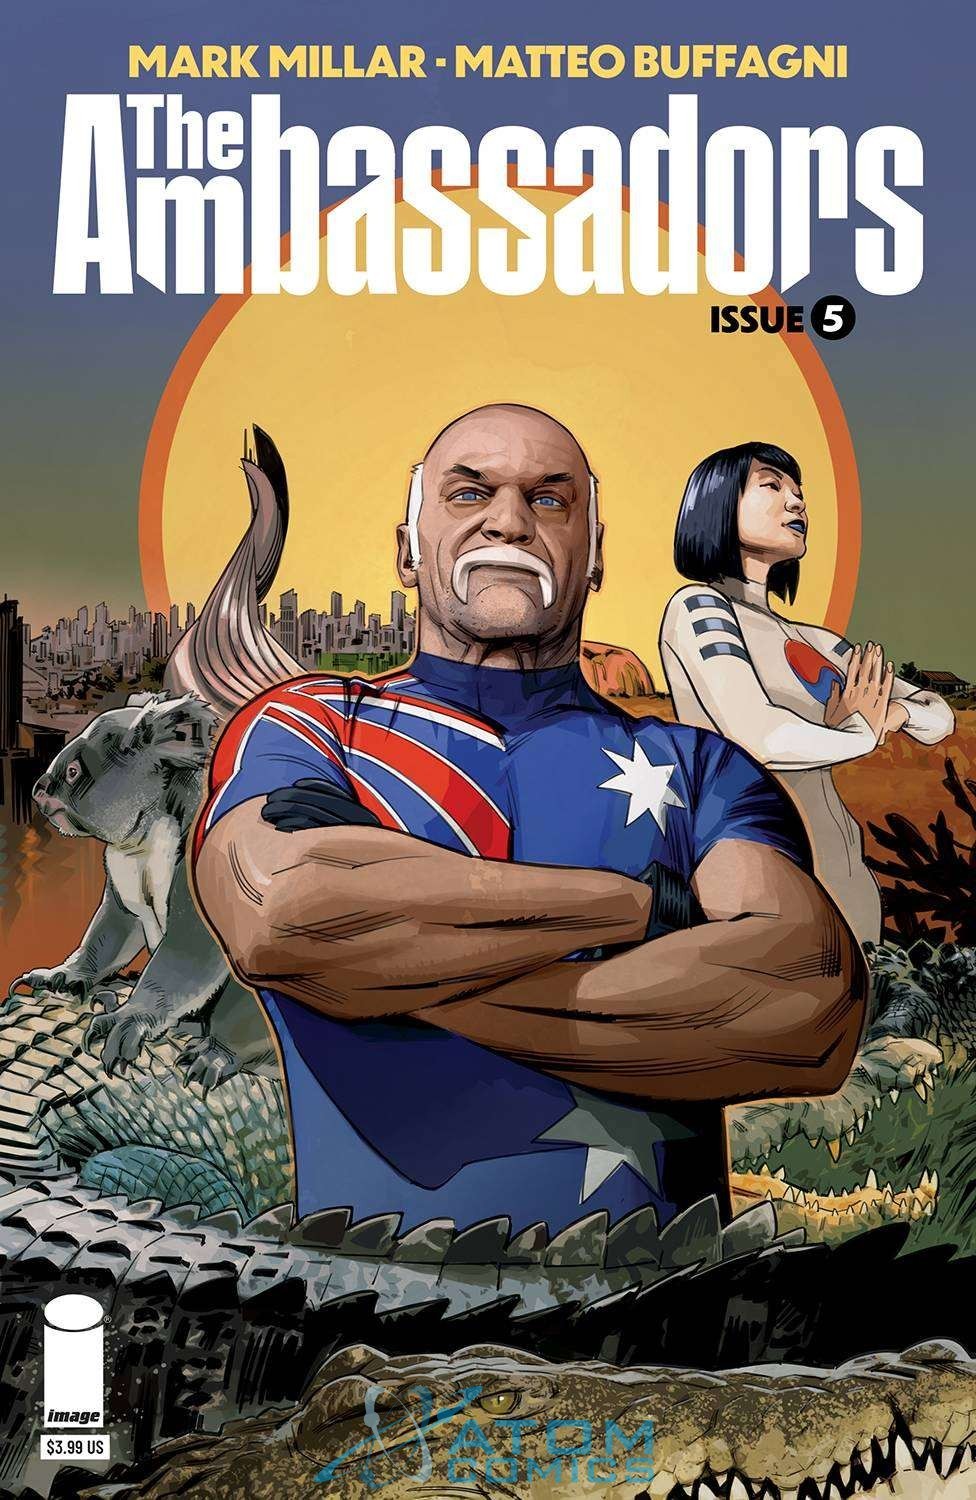 MARK MILLAR - MATTEO BUFFAGNI
The
Ambassadors
ISSUE 5
®
image
$3.99 US
ATOM
COMICS